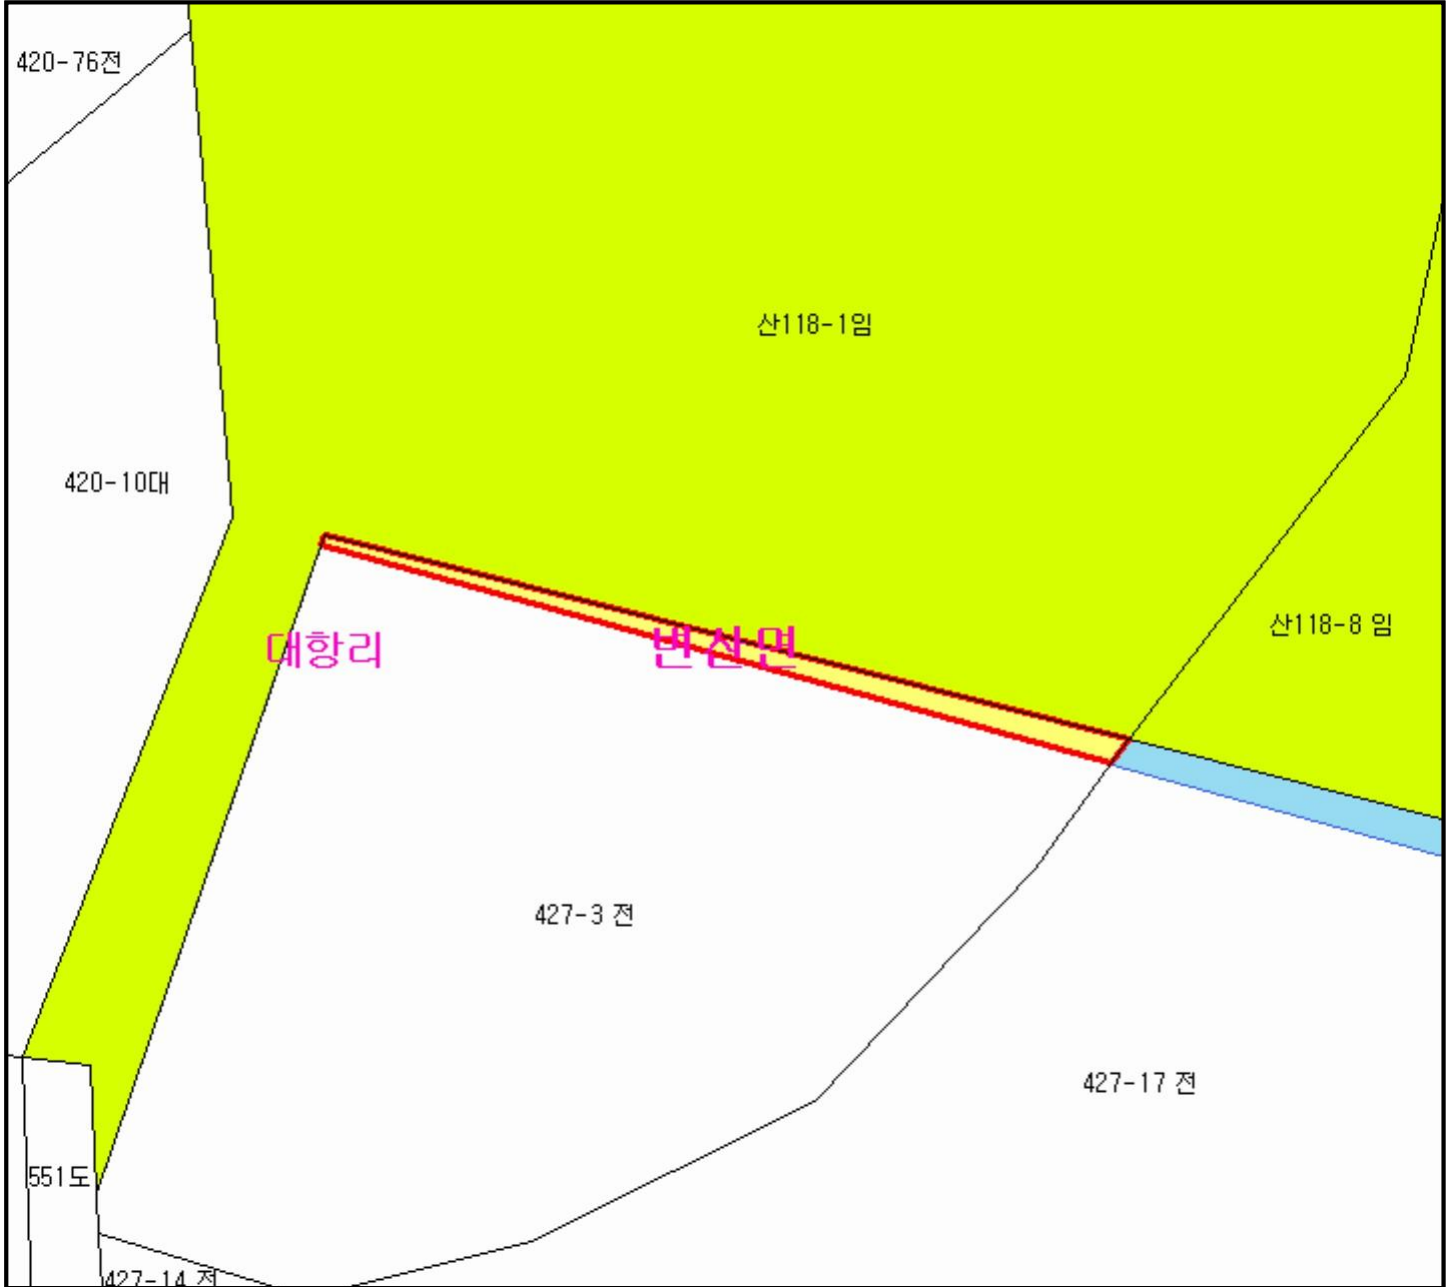 420-76전
산118-1임
420-10대
산118-8 임
대항리
변산면
427-3 전
427-17 전
551도
427-14 전